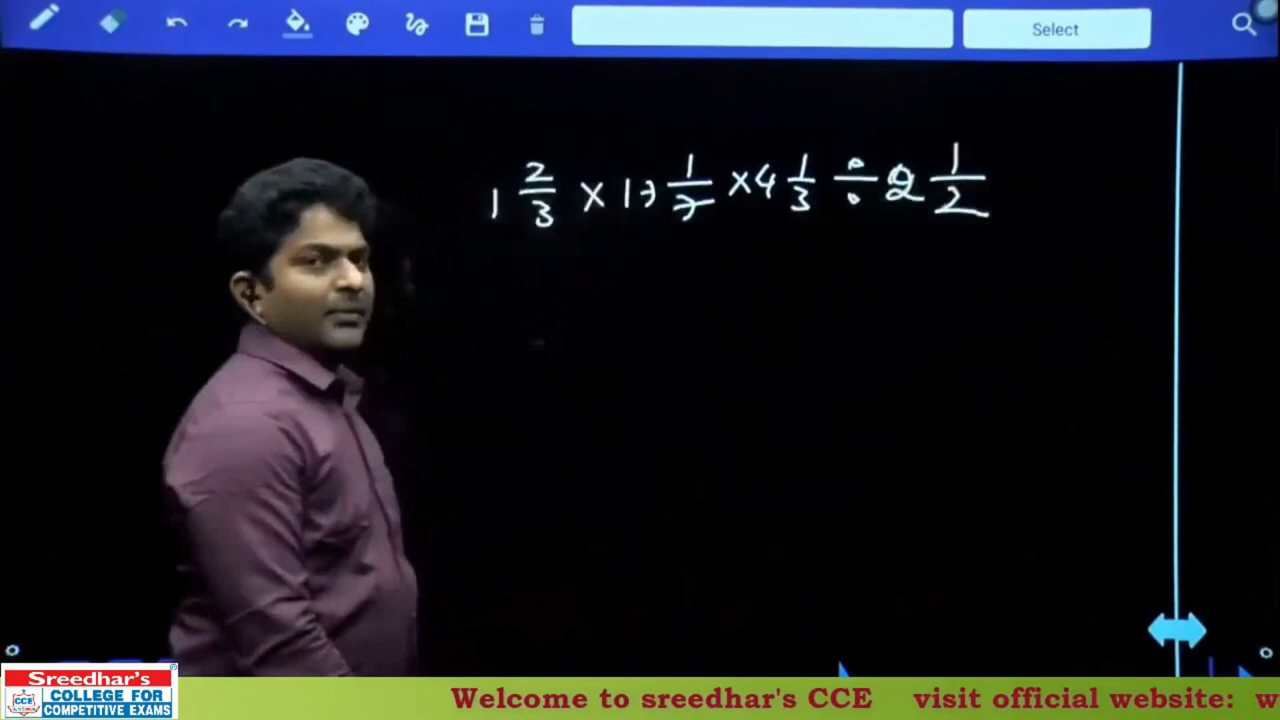 Select
1 2/3 × 17 1/7 × 4 1/3 ÷ 2 1/2
Sreedhar's
CCE
COLLEGE FOR
COMPETITIVE EXAMS
Welcome to sreedhar's CCE visit official website: w